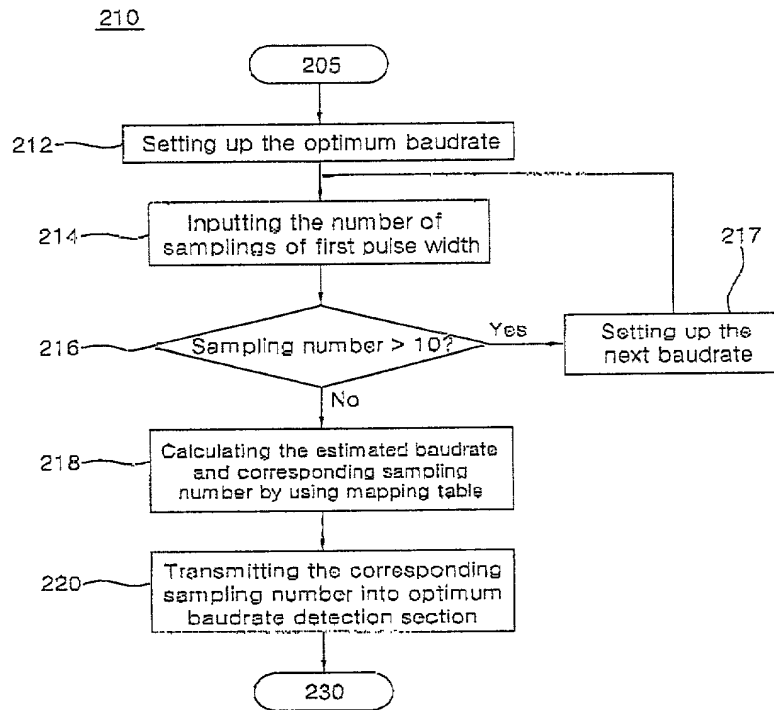 210
205
212
Setting up the optimum baudrate
214
Inputting the number of
samplings of first pulse width
217
216
Sampling number > 10?
Yes
Setting up the
next baudrate
No
218
Calculating the estimated baudrate
and corresponding sampling
number by using mapping table
220
Transmitting the corresponding
sampling number into optimum
baudrate detection section
230